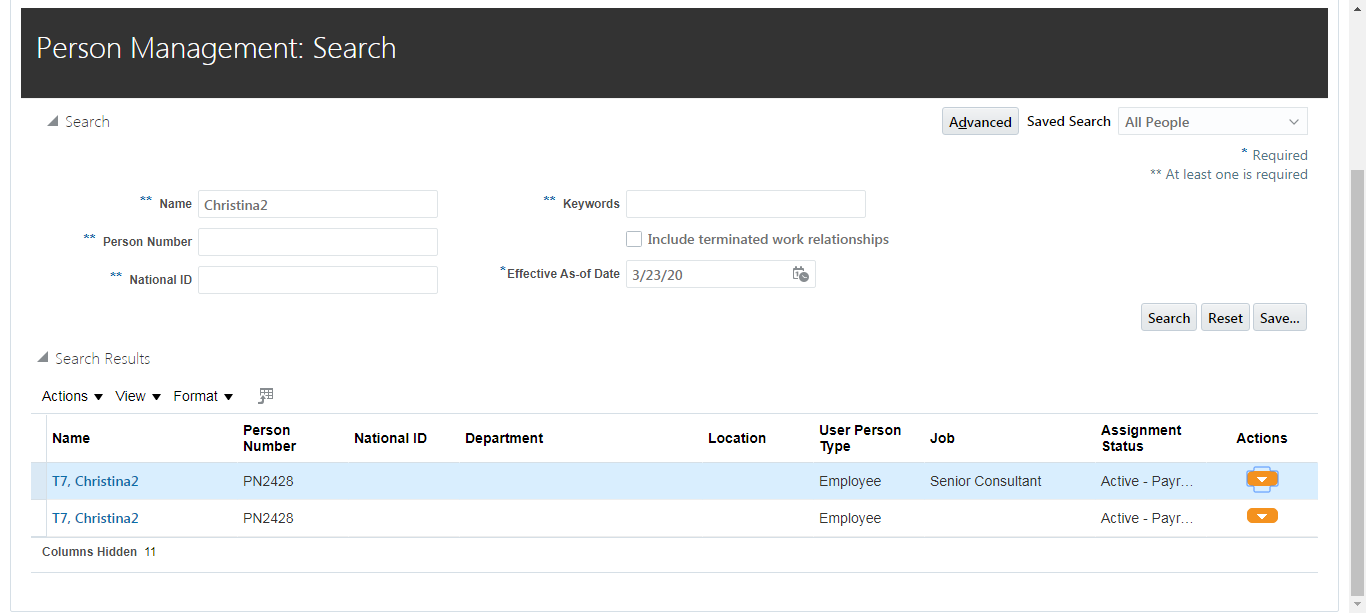 Person Management: Search
Search
Advanced Saved Search All People
* Required
** At least one is required
** Name Christina2 ** Keywords
** Person Number
Include terminated work relationships
** National ID
*Effective As-of Date 3/23/20
Search Reset Save...
Search Results
Actions View Format
Name Person Number National ID Department Location User Person Type Job Assignment Status Actions
T7, Christina2 PN2428 Employee Senior Consultant Active - Payr...
T7, Christina2 PN2428 Employee Active - Payr...
Columns Hidden 11